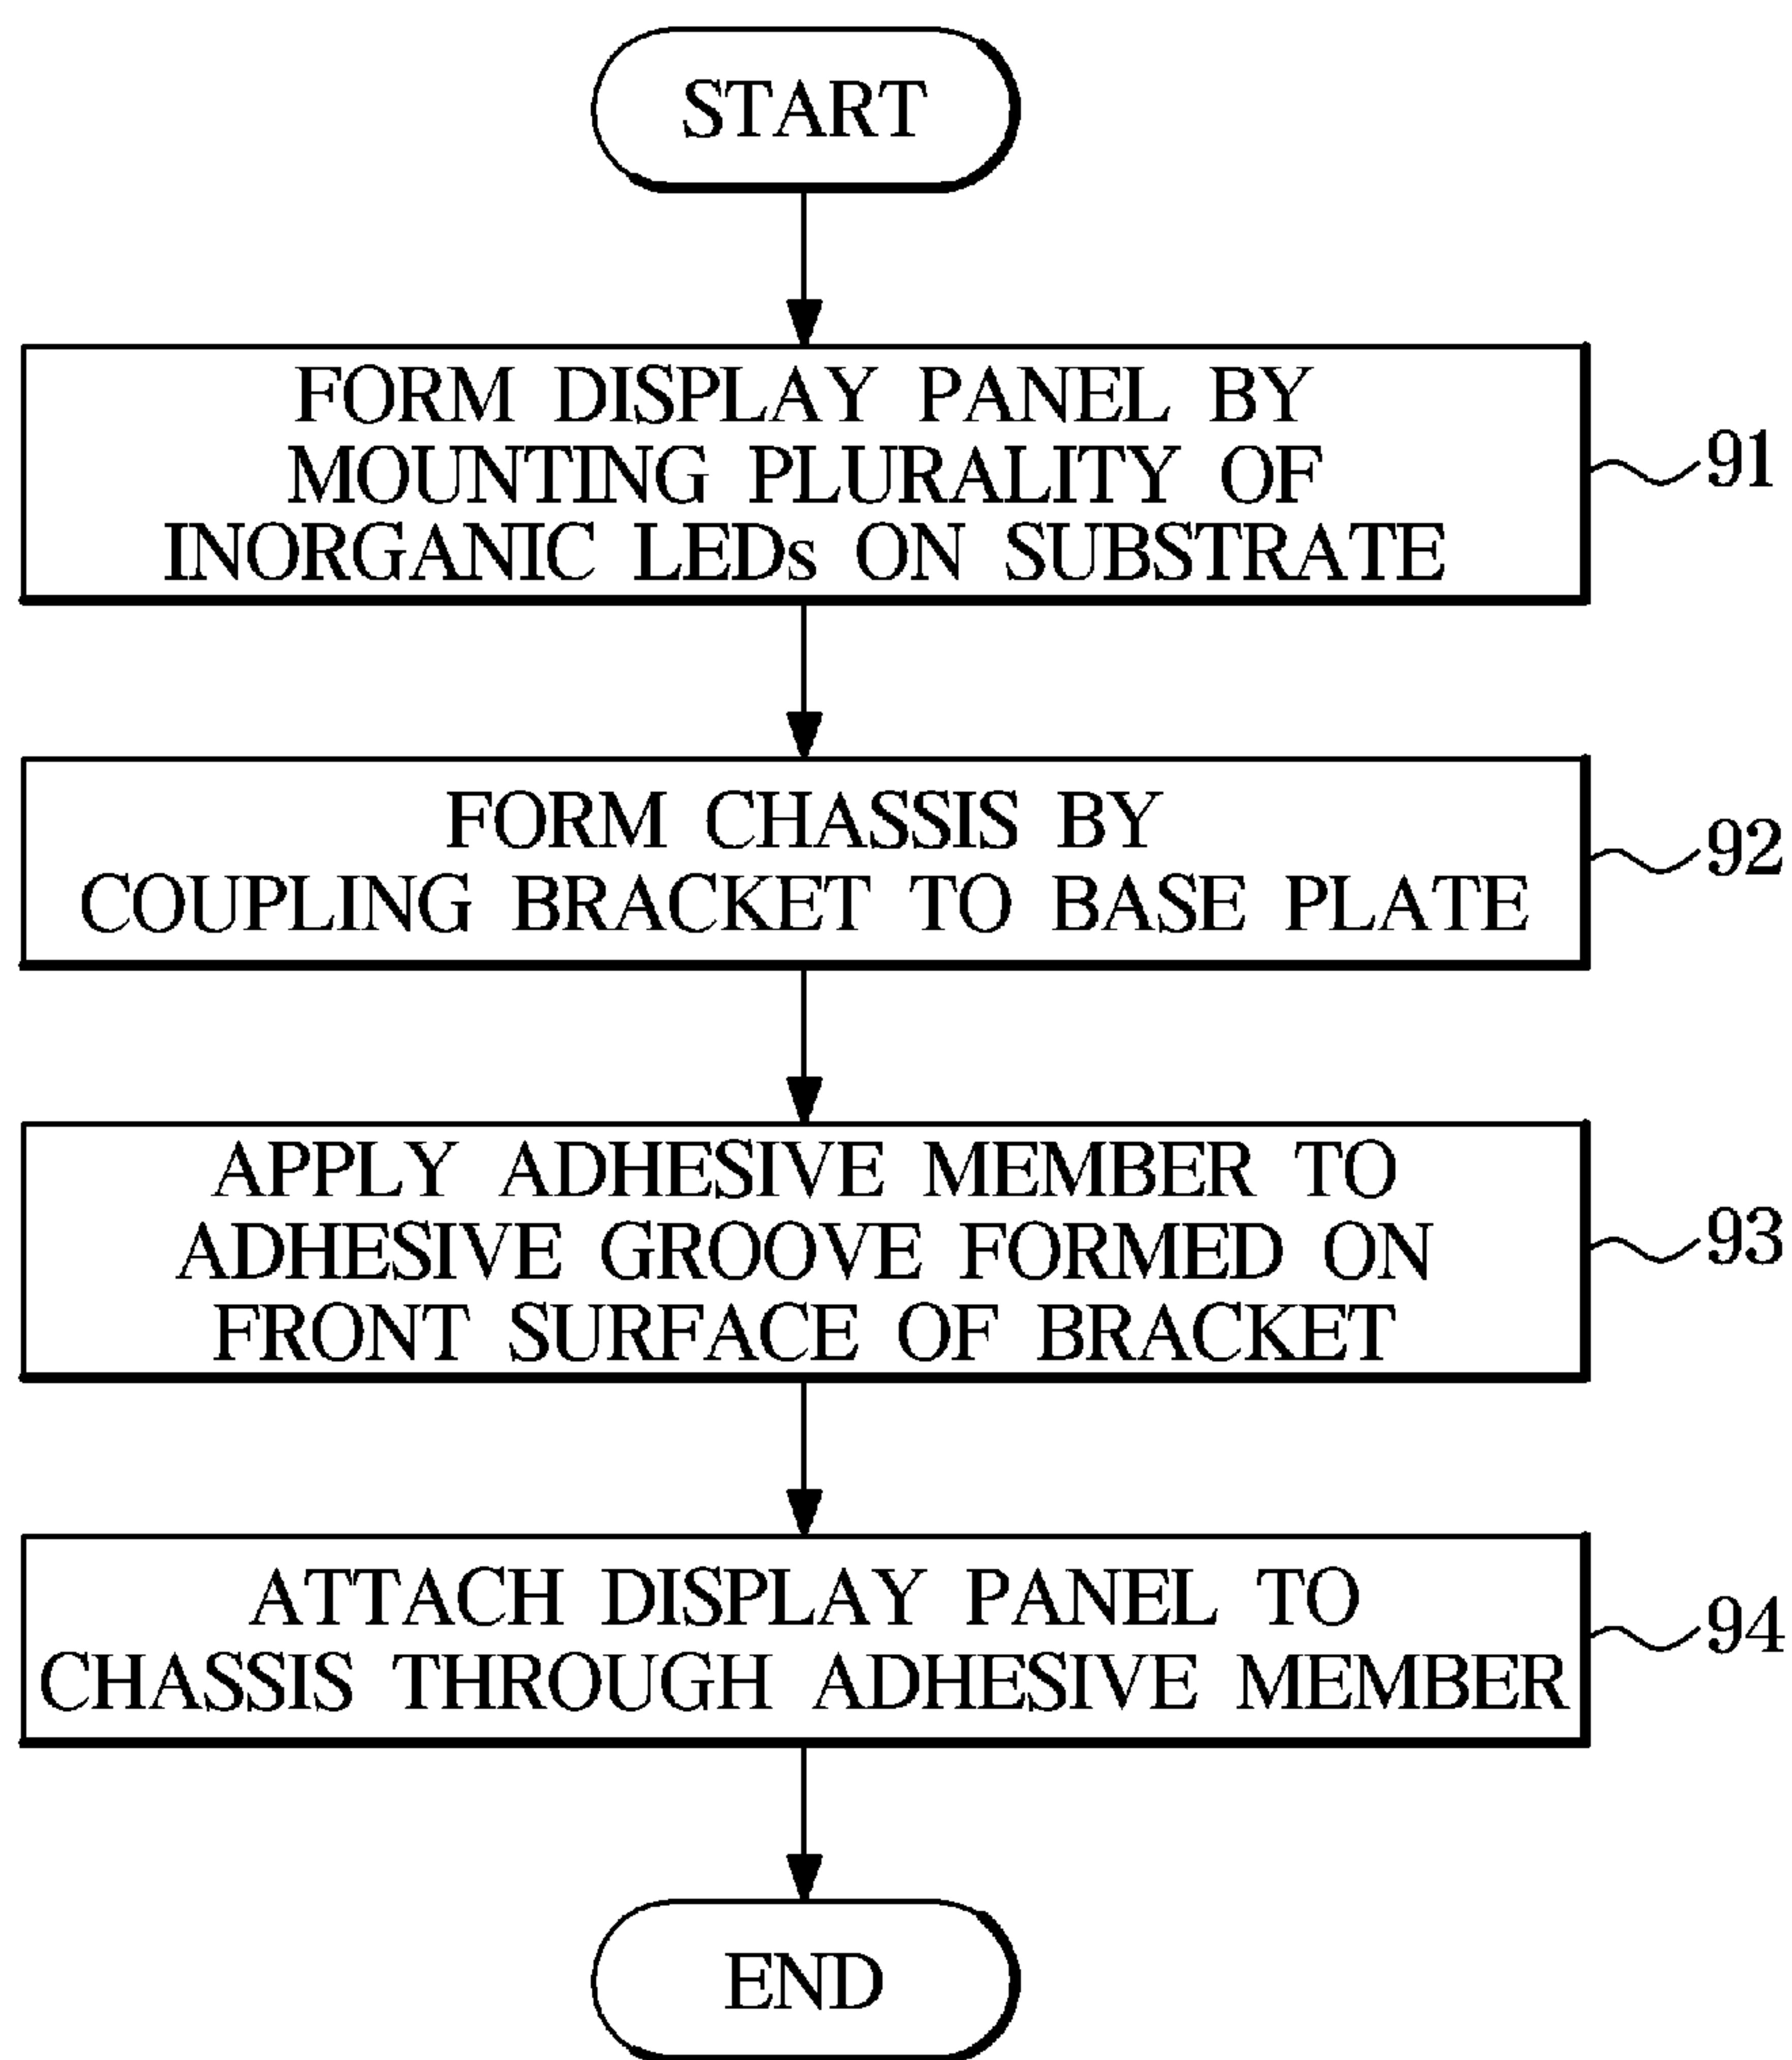 START
FORM DISPLAY PANEL BY
MOUNTING PLURALITY OF
INORGANIC LEDs ON SUBSTRATE
91
FORM CHASSIS BY
COUPLING BRACKET TO BASE PLATE
92
APPLY ADHESIVE MEMBER TO
ADHESIVE GROOVE FORMED ON
FRONT SURFACE OF BRACKET
93
ATTACH DISPLAY PANEL TO
CHASSIS THROUGH ADHESIVE MEMBER
94
END